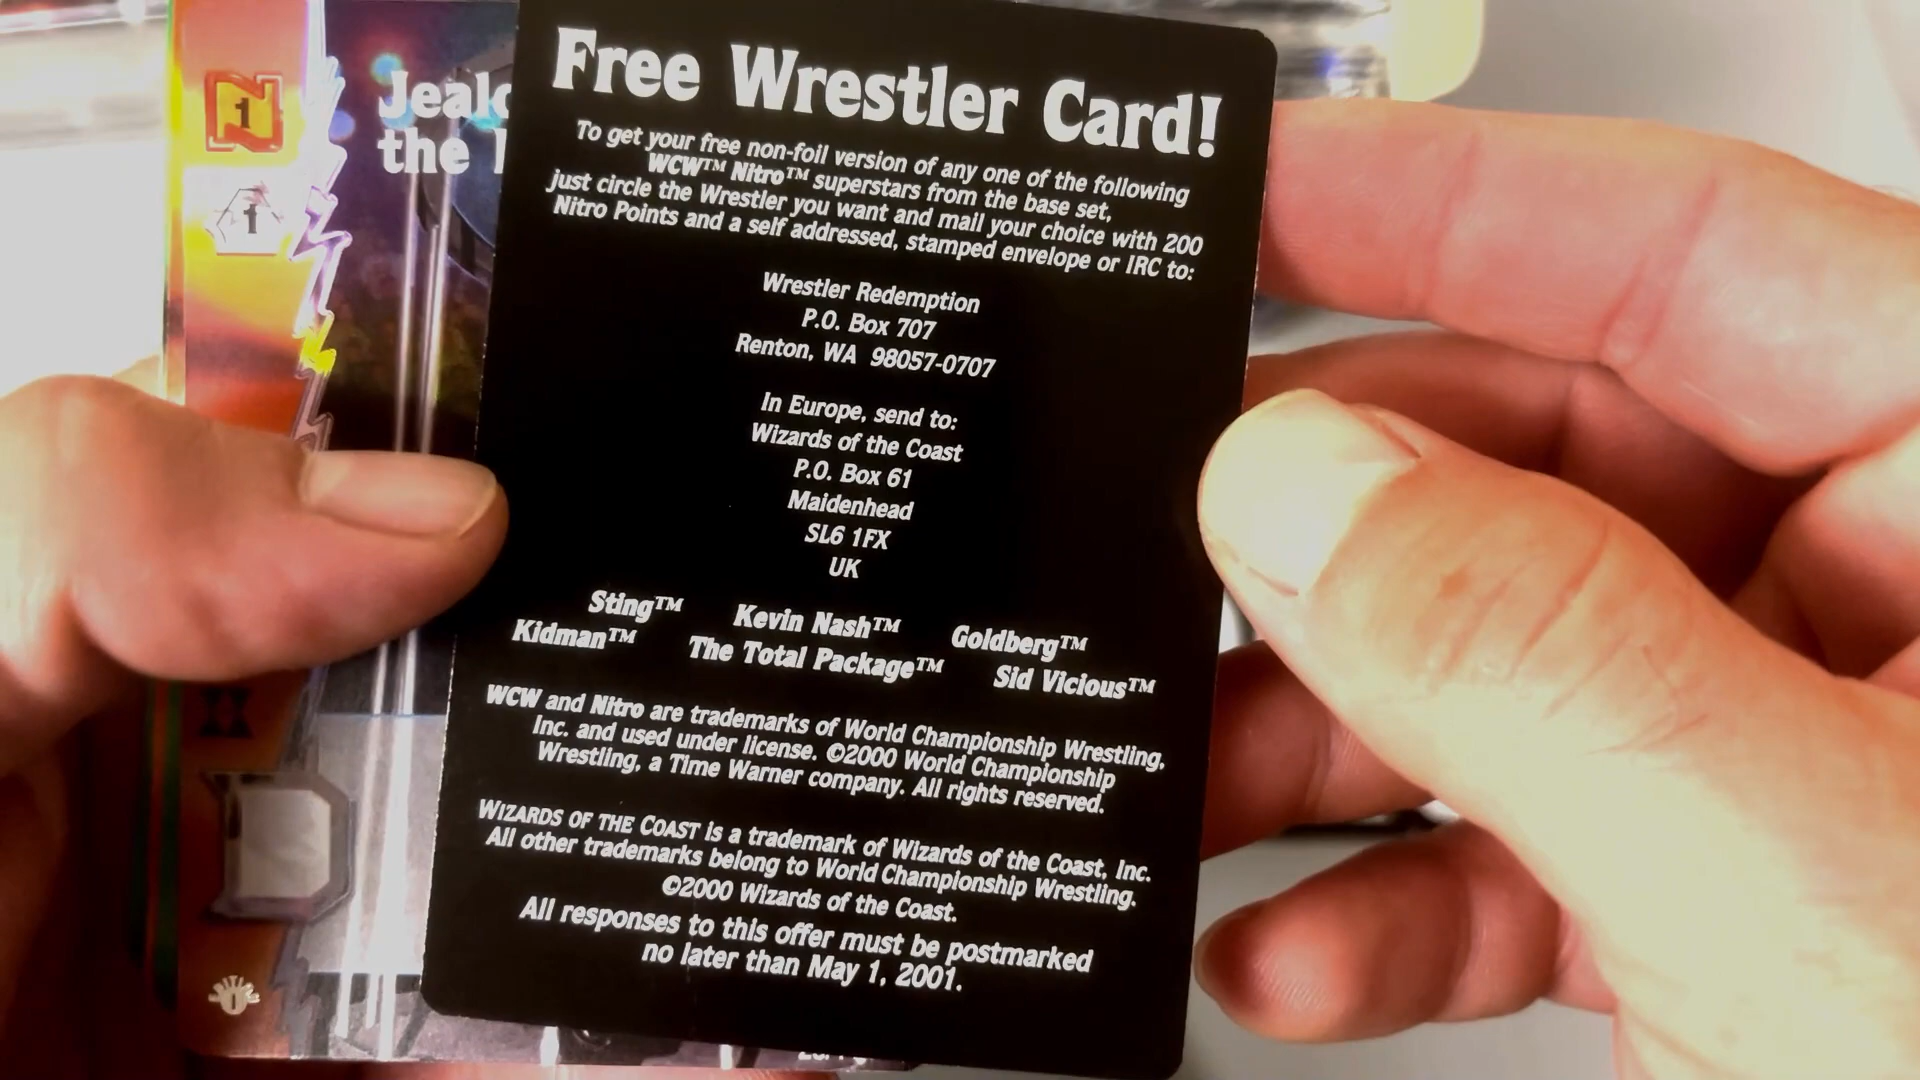 1
Jealo
the
1
Free Wrestler Card!
To get your free non-foil version of any one of the following
WCW™ Nitro™ superstars from the base set,
just circle the Wrestler you want and mail your choice with 200
Nitro Points and a self addressed, stamped envelope or IRC to:
Wrestler Redemption
P.O. Box 707
Renton, WA 98057-0707
In Europe, send to:
Wizards of the Coast
P.O. Box 61
Maidenhead
SL6 1FX
UK
Sting™ Kevin Nash™ Goldberg™
Kidman™ The Total Package™ Sid Vicious™
WCW and Nitro are trademarks of World Championship Wrestling,
Inc. and used under license. ©2000 World Championship
Wrestling, a Time Warner company. All rights reserved.
WIZARDS OF THE COAST is a trademark of Wizards of the Coast, Inc.
All other trademarks belong to World Championship Wrestling.
©2000 Wizards of the Coast.
All responses to this offer must be postmarked
no later than May 1, 2001.